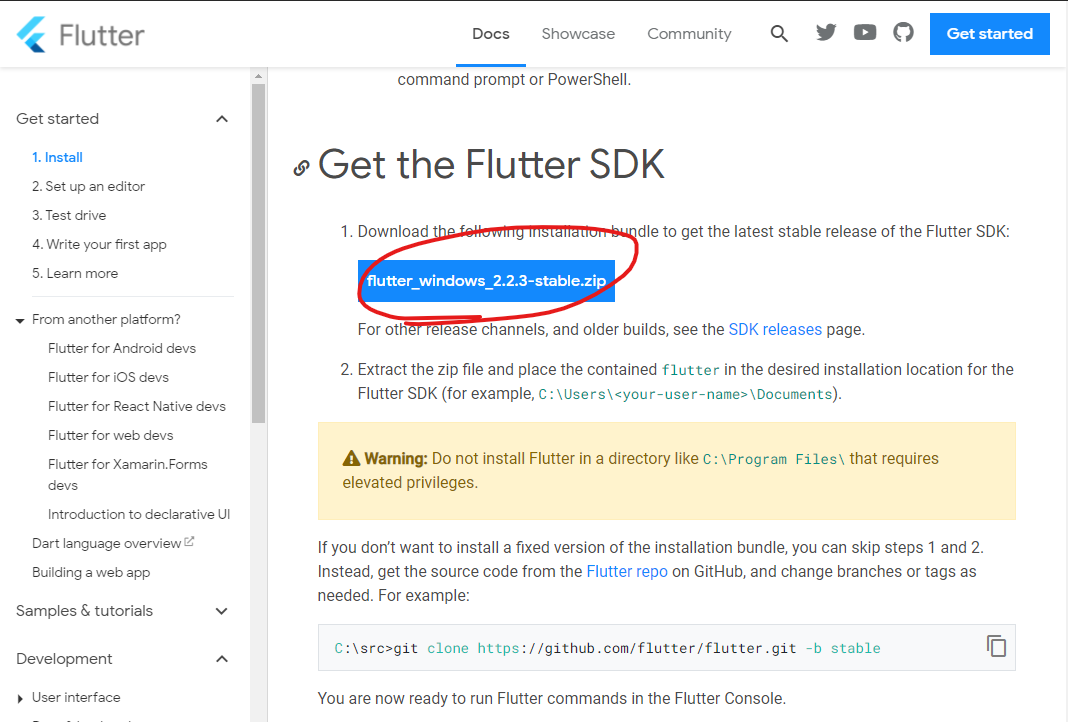 Flutter
Docs
Showcase
Community
Get started
command prompt or PowerShell.
Get started
1. Install
2. Set up an editor
3. Test drive
4. Write your first app
5. Learn more
From another platform?
Flutter for Android devs
Flutter for iOS devs
Flutter for React Native devs
Flutter for web devs
Flutter for Xamarin.Forms
devs
Introduction to declarative UI
Dart language overview
Building a web app
Samples & tutorials
Development
User interface
Get the Flutter SDK
1. Download the following installation bundle to get the latest stable release of the Flutter SDK:
flutter_windows_2.2.3-stable.zip
For other release channels, and older builds, see the SDK releases page.
2. Extract the zip file and place the contained flutter in the desired installation location for the
Flutter SDK (for example, C:\Users\<your-user-name>\Documents).
Warning: Do not install Flutter in a directory like C:\Program Files\ that requires
elevated privileges.
If you don’t want to install a fixed version of the installation bundle, you can skip steps 1 and 2.
Instead, get the source code from the Flutter repo on GitHub, and change branches or tags as
needed. For example:
C:\src>git clone https://github.com/flutter/flutter.git -b stable
You are now ready to run Flutter commands in the Flutter Console.